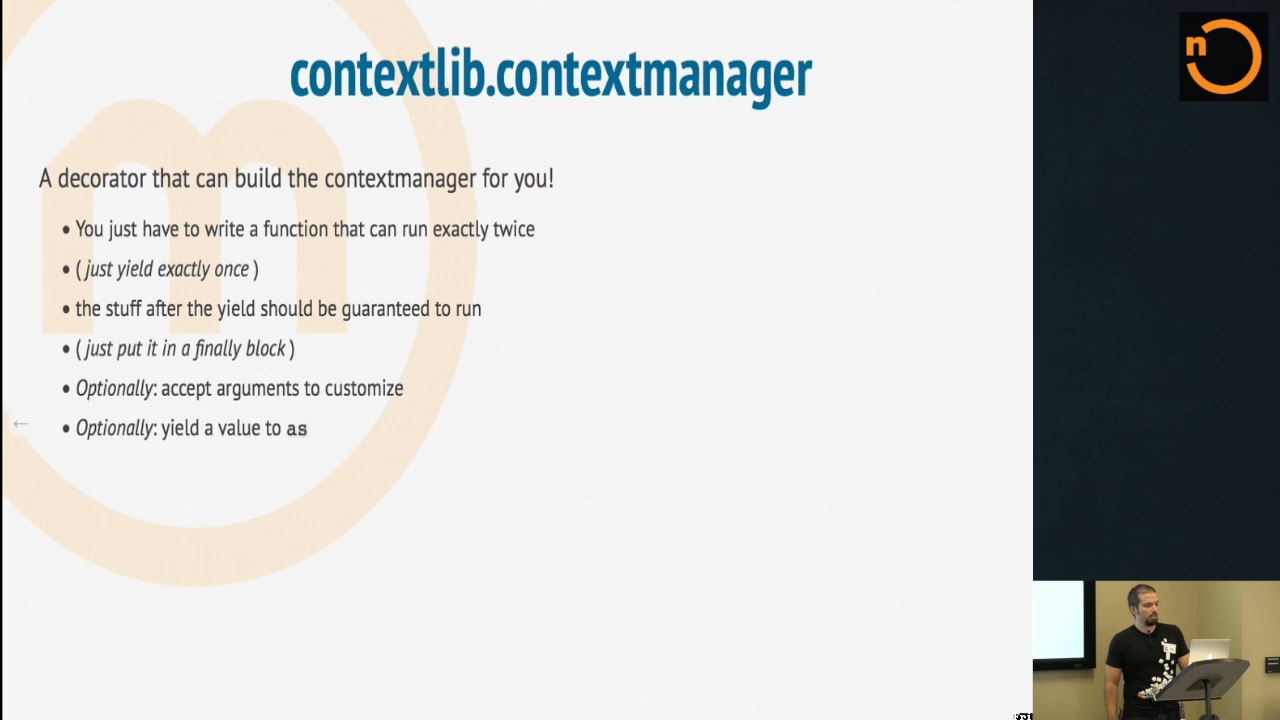 contextlib.contextmanager
n
A decorator that can build the contextmanager for you!
• You just have to write a function that can run exactly twice
• ( just yield exactly once )
• the stuff after the yield should be guaranteed to run
• ( just put it in a finally block )
• Optionally: accept arguments to customize
← • Optionally: yield a value to as